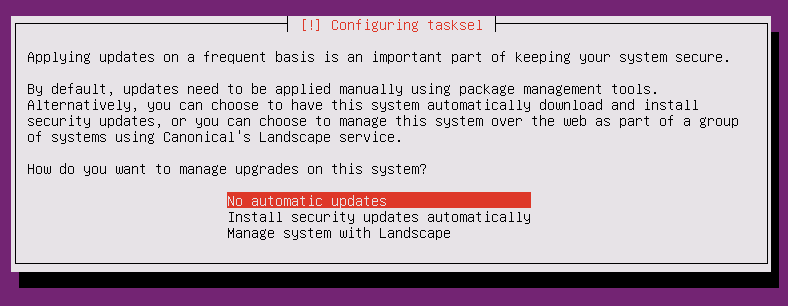 [!] Configuring tasksel
Applying updates on a frequent basis is an important part of keeping your system secure.
By default, updates need to be applied manually using package management tools.
Alternatively, you can choose to have this system automatically download and install
security updates, or you can choose to manage this system over the web as part of a group
of systems using Canonical's Landscape service.
How do you want to manage upgrades on this system?
No automatic updates
Install security updates automatically
Manage system with Landscape